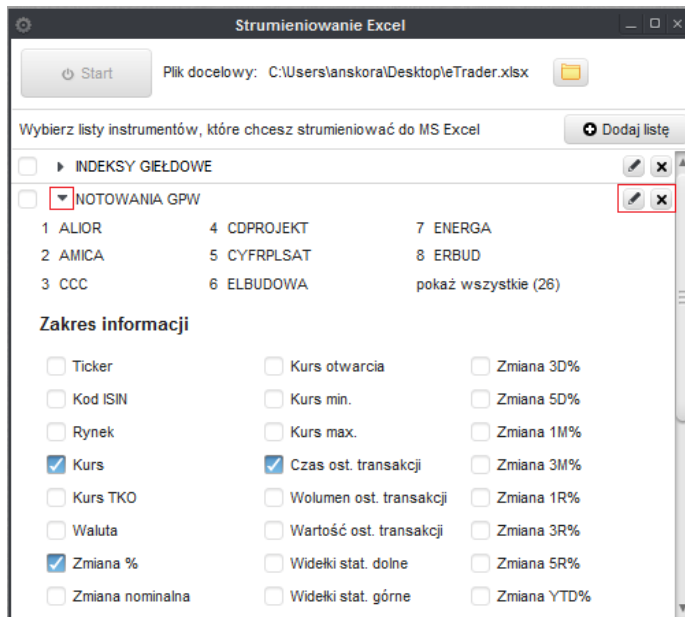 Strumieniowanie Excel
Start Plik docelowy: C:\Users\anskora\Desktop\eTrader.xlsx
Wybierz listy instrumentów, które chcesz strumieniować do MS Excel Dodaj listę
INDEKSY GIEŁDOWE
NOTOWANIA GPW
1 ALIOR 4 CDPROJEKT 7 ENERGA
2 AMICA 5 CYFRPLSAT 8 ERBUD
3 CCC 6 ELBUDOWA pokaż wszystkie (26)
Zakres informacji
Ticker Kurs otwarcia Zmiana 3D%
Kod ISIN Kurs min. Zmiana 5D%
Rynek Kurs max. Zmiana 1M%
Kurs Czas ost. transakcji Zmiana 3M%
Kurs TKO Wolumen ost. transakcji Zmiana 1R%
Waluta Wartość ost. transakcji Zmiana 3R%
Zmiana % Widełki stat. dolne Zmiana 5R%
Zmiana nominalna Widełki stat. górne Zmiana YTD%